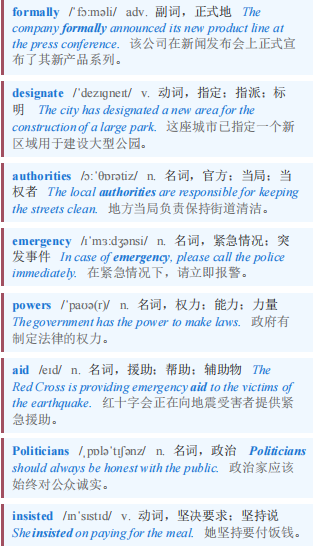 formally /ˈfɔːməli/ adv. 副词，正式地 The
company formally announced its new product line at
the press conference. 该公司在新闻发布会上正式宣
布了其新产品系列。
designate /ˈdezɪɡneɪt/ v. 动词，指定；指派；标
明 The city has designated a new area for the
construction of a large park. 这座城市已指定一个新
区域用于建设大型公园。
authorities /ɔːˈθɒrətiz/ n. 名词，官方；当局；当
权者 The local authorities are responsible for keeping
the streets clean. 地方当局负责保持街道清洁。
emergency /ɪˈmɜːdʒənsi/ n. 名词，紧急情况；突
发事件 In case of emergency, please call the police
immediately. 在紧急情况下，请立即报警。
powers /ˈpaʊə(r)/ n. 名词，权力；能力；力量
The government has the power to make laws. 政府有
制定法律的权力。
aid /eɪd/ n. 名词，援助；帮助；辅助物 The
Red Cross is providing emergency aid to the victims of
the earthquake. 红十字会正在向地震受害者提供紧
急援助。
Politicians /ˌpɒləˈtɪʃənz/ n. 名词，政治 Politicians
should always be honest with the public. 政治家应该
始终对公众诚实。
insisted /ɪnˈsɪstɪd/ v. 动词，坚决要求；坚持说
She insisted on paying for the meal. 她坚持要付饭钱。